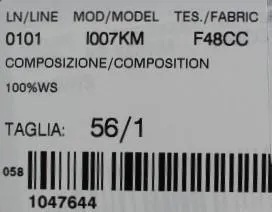 LN/LINE MOD/MODEL TES./FABRIC
0101 I007KM F48CC
COMPOSIZIONE/COMPOSITION
100%WS
TAGLIA: 56/1
058
1047644